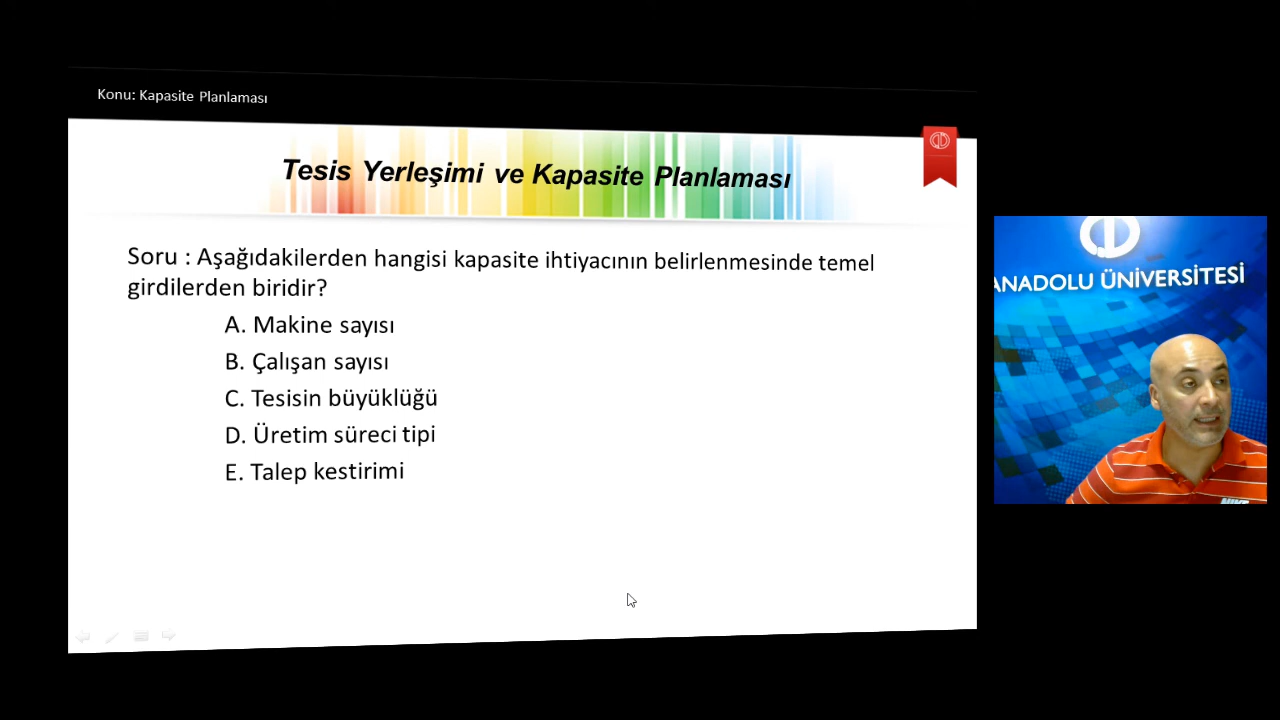 Konu: Kapasite Planlaması
Tesis Yerleşimi ve Kapasite Planlaması
Soru : Aşağıdakilerden hangisi kapasite ihtiyacının belirlenmesinde temel
girdilerden biridir?
A. Makine sayısı
B. Çalışan sayısı
C. Tesisin büyüklüğü
D. Üretim süreci tipi
E. Talep kestirimi
ANADOLU ÜNİVERSİTESİ
NIKE